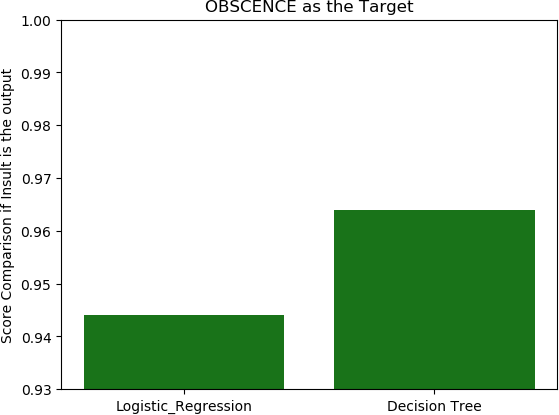 OBSCENCE as the Target
Score Comparison if Insult is the output
1.00
0.99
0.98
0.97
0.96
0.95
0.94
0.93
Logistic_Regression
Decision Tree